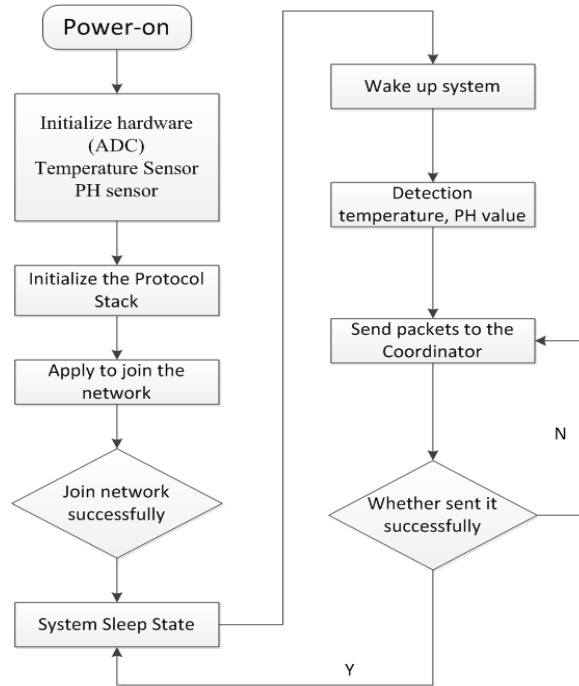 Power-on
Initialize hardware
(ADC)
Temperature Sensor
PH sensor
Initialize the Protocol
Stack
Apply to join the
network
Join network
successfully
System Sleep State
Wake up system
Detection
temperature, PH value
Send packets to the
Coordinator
N
Whether sent it
successfully
Y